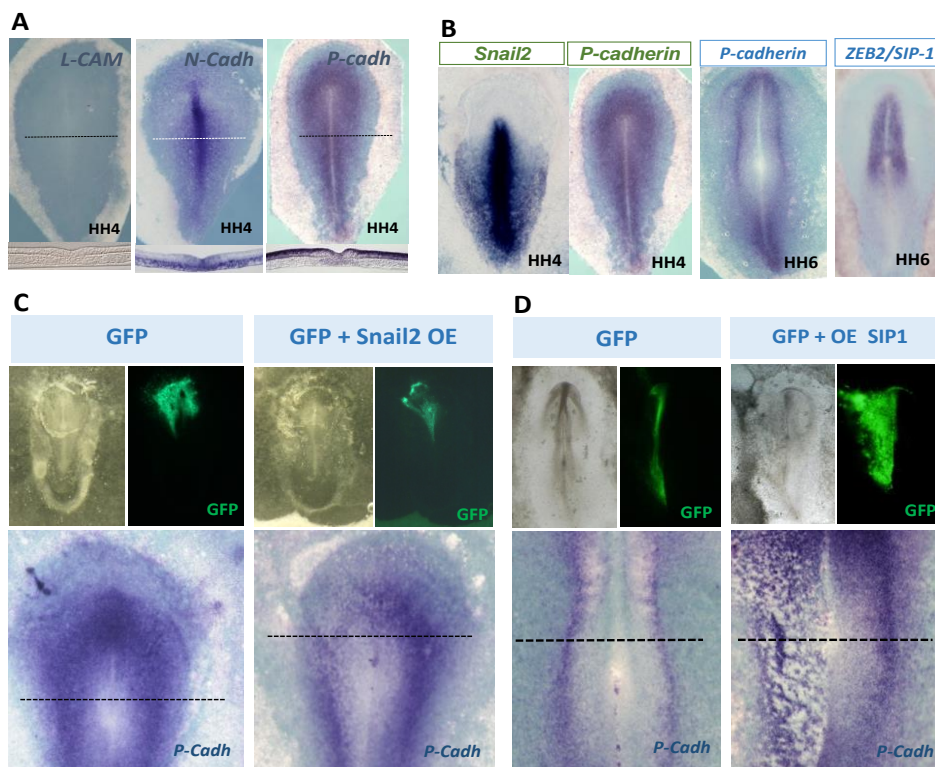 A
L-CAM
N-Cadh
P-cadh
HH4
HH4
HH4
B
Snail2
P-cadherin
P-cadherin
ZEB2/SIP-1
HH4
HH4
HH6
HH6
C
GFP
GFP + Snail2 OE
GFP
GFP
P-Cadh
P-Cadh
D
GFP
GFP + OE SIP1
GFP
GFP
P-Cadh
P-Cadh